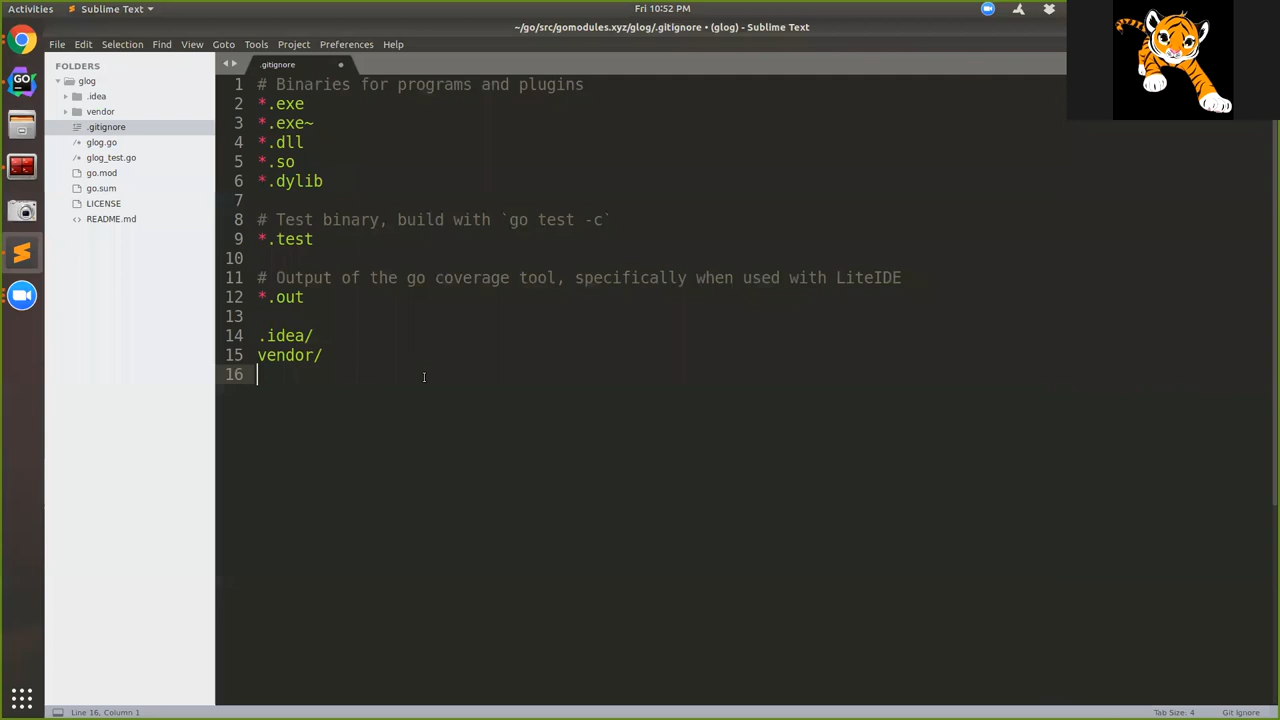 Activities
Sublime Text
Fri 10:52 PM
~/go/src/gomodules.xyz/glog/.gitignore • (glog) - Sublime Text
File Edit Selection Find View Goto Tools Project Preferences Help
FOLDERS
glog
.idea
vendor
.gitignore
glog.go
glog_test.go
go.mod
go.sum
LICENSE
README.md
.gitignore
1 # Binaries for programs and plugins
2 *.exe
3 *.exe~
4 *.dll
5 *.so
6 *.dylib
7
8 # Test binary, build with `go test -c`
9 *.test
10
11 # Output of the go coverage tool, specifically when used with LiteIDE
12 *.out
13
14 .idea/
15 vendor/
16
GO
Line 16, Column 1
Tab Size: 4
Git Ignore